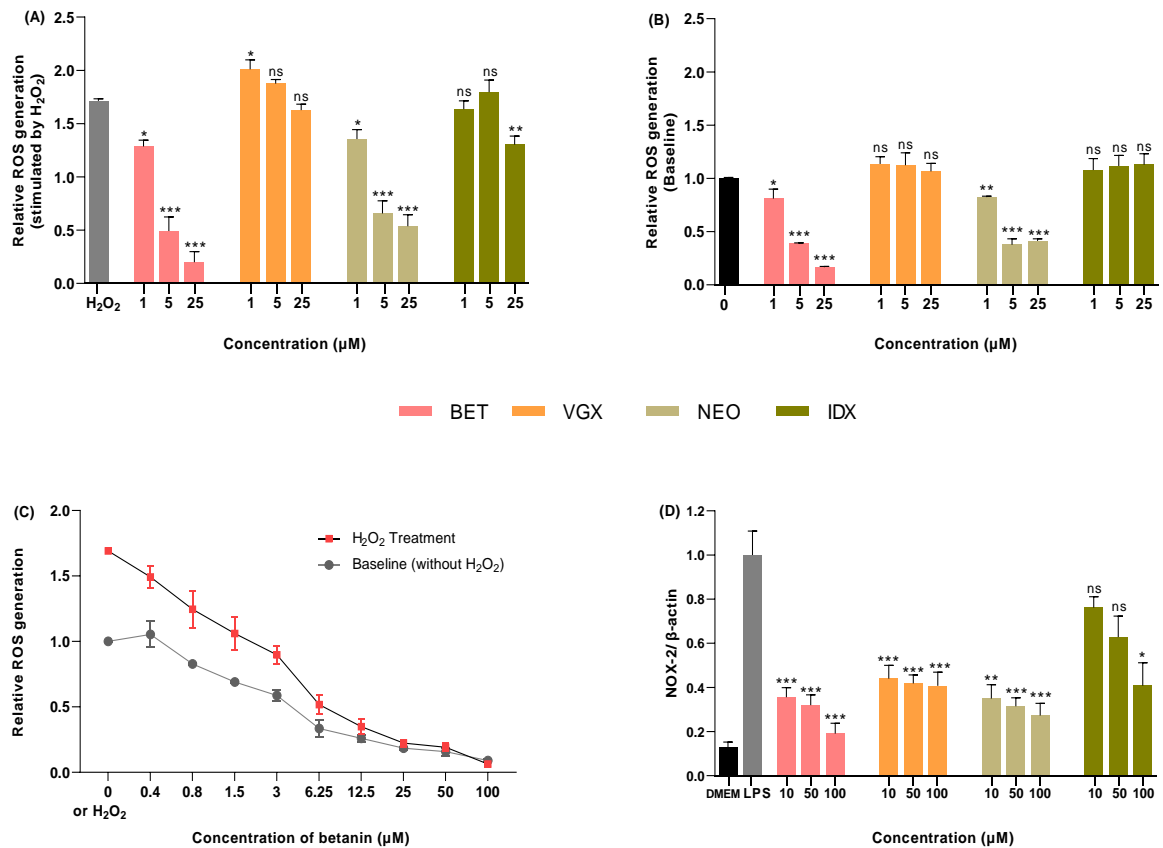 (A)
Relative ROS generation
(stimulated by H₂O₂)
2.5
2.0
1.5
1.0
0.5
0.0
* *** ***
* ns ns
* *** ***
ns ns **
H₂O₂ 1 5 25 1 5 25 1 5 25 1 5 25
Concentration (µM)
(B)
Relative ROS generation
(Baseline)
2.5
2.0
1.5
1.0
0.5
0.0
* *** ***
ns ns ns
** *** ***
ns ns ns
0 1 5 25 1 5 25 1 5 25 1 5 25
Concentration (µM)
BET VGX NEO IDX
(C)
Relative ROS generation
2.0
1.5
1.0
0.5
0.0
H₂O₂ Treatment
Baseline (without H₂O₂)
0 0.4 0.8 1.5 3 6.25 12.5 25 50 100
or H₂O₂
Concentration of betanin (µM)
(D)
NOX-2/ β-actin
1.2
1.0
0.8
0.6
0.4
0.2
0.0
*** *** ***
*** *** ***
** *** ***
ns ns *
DMEM LPS 10 50 100 10 50 100 10 50 100 10 50 100
Concentration (µM)